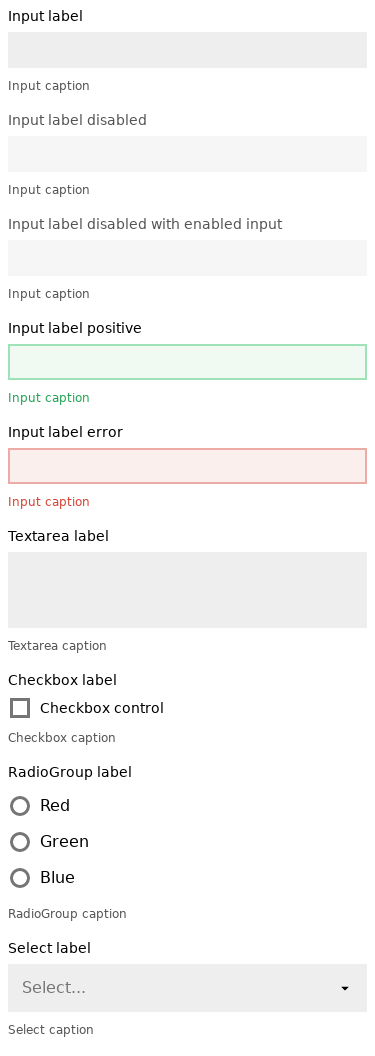 Input label
Input caption
Input label disabled
Input caption
Input label disabled with enabled input
Input caption
Input label positive
Input caption
Input label error
Input caption
Textarea label
Textarea caption
Checkbox label
Checkbox control
Checkbox caption
RadioGroup label
Red
Green
Blue
RadioGroup caption
Select label
Select...
Select caption